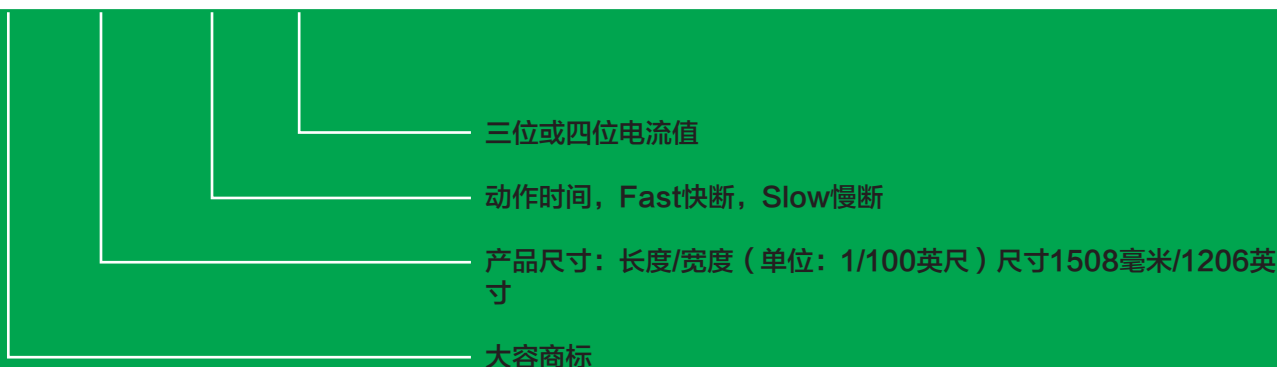 三位或四位电流值
动作时间，Fast快断，Slow慢断
产品尺寸：长度/宽度（单位：1/100英尺）尺寸1508毫米/1206英
寸
大容商标